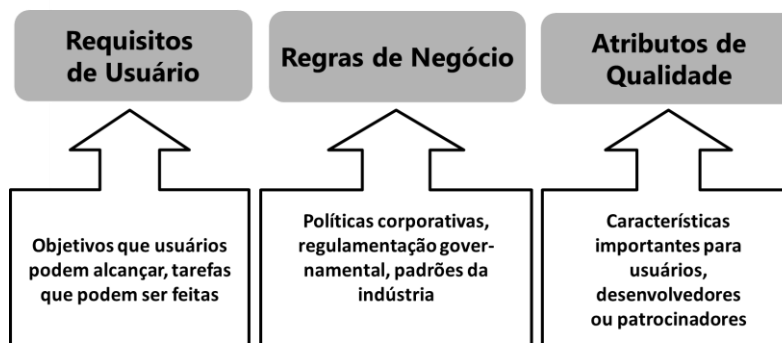 Requisitos
de Usuário
Regras de Negócio
Atributos de
Qualidade
Objetivos que usuários
podem alcançar, tarefas
que podem ser feitas
Políticas corporativas,
regulamentação gover-
namental, padrões da
indústria
Características
importantes para
usuários,
desenvolvedores
ou patrocinadores